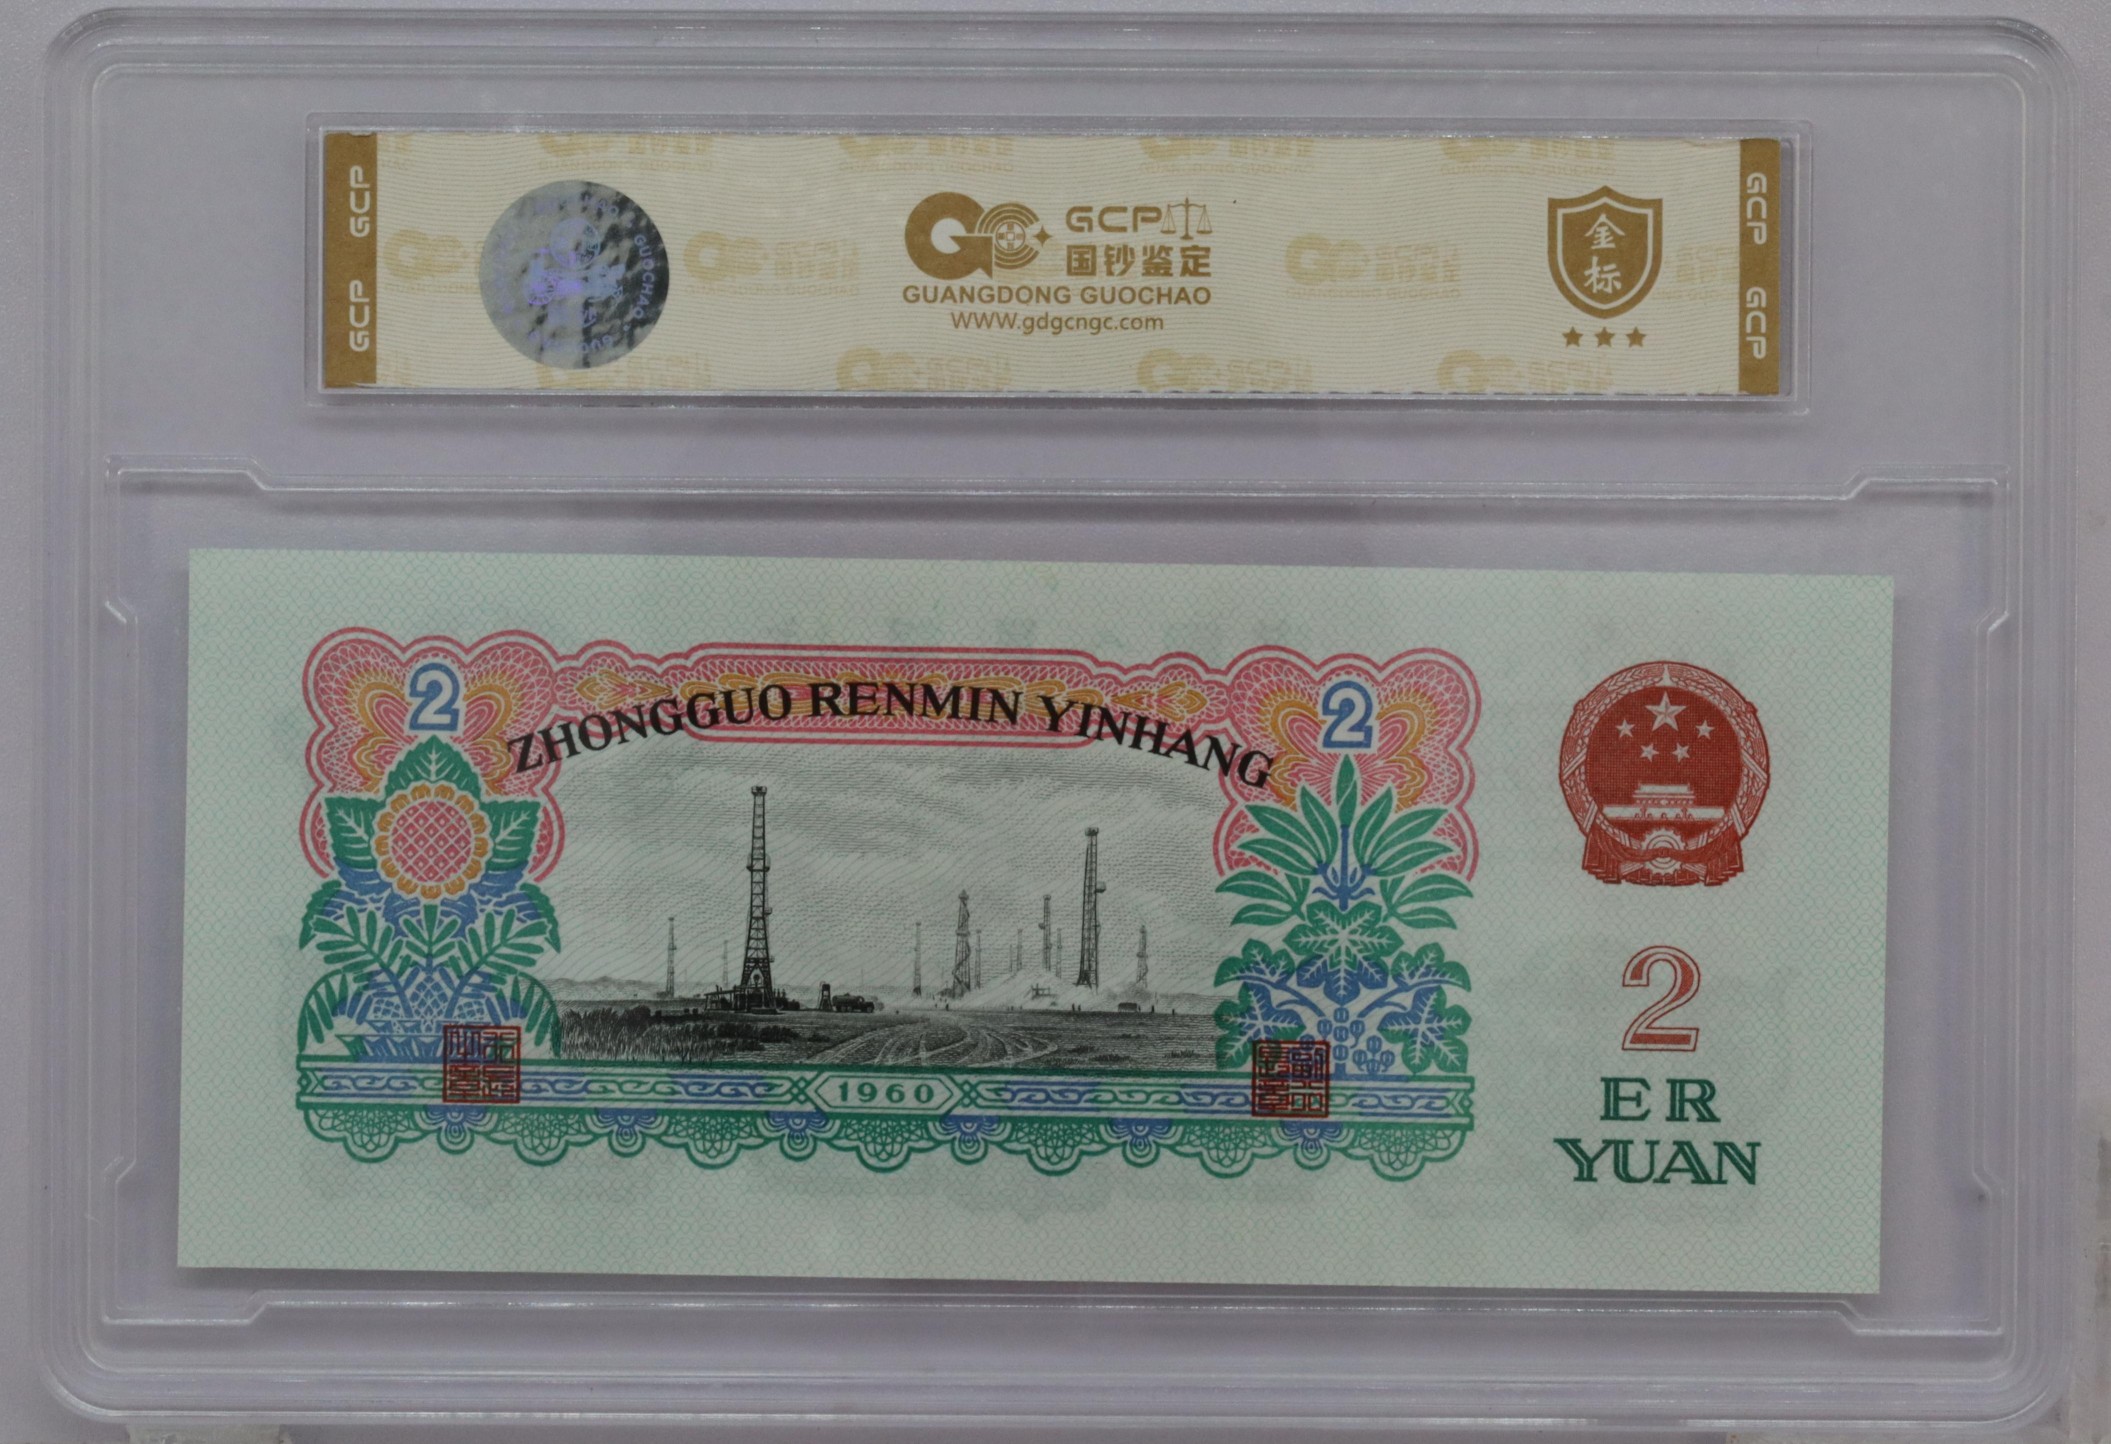 GCP
GCP
GCP
国钞鉴定
GUANGDONG GUOCHAO
WWW.gdgcngc.com
金
标
GCP
GCP
GUOCHAO
2
ZHONGGUO RENMIN YINHANG
2
1960
2
ER
YUAN